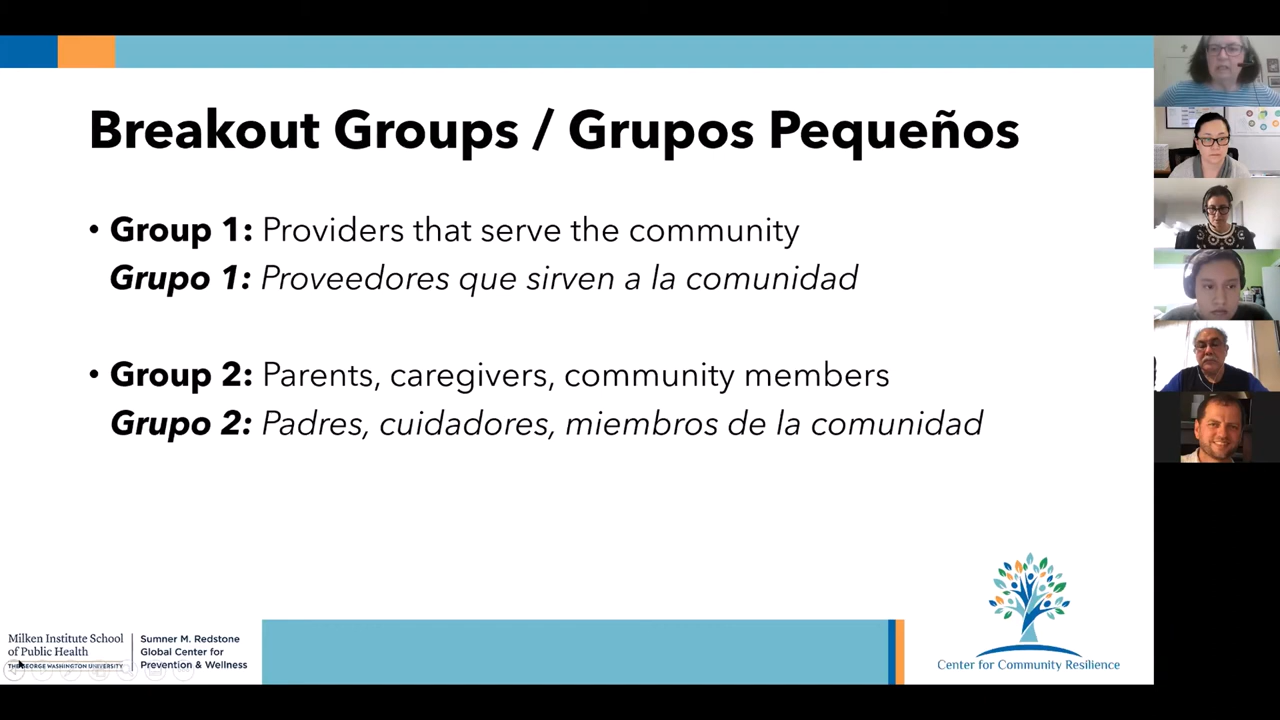 Breakout Groups / Grupos Pequeños
• Group 1: Providers that serve the community
Grupo 1: Proveedores que sirven a la comunidad
• Group 2: Parents, caregivers, community members
Grupo 2: Padres, cuidadores, miembros de la comunidad
Milken Institute School
of Public Health
THE GEORGE WASHINGTON UNIVERSITY
Sumner M. Redstone
Global Center for
Prevention & Wellness
Center for Community Resilience